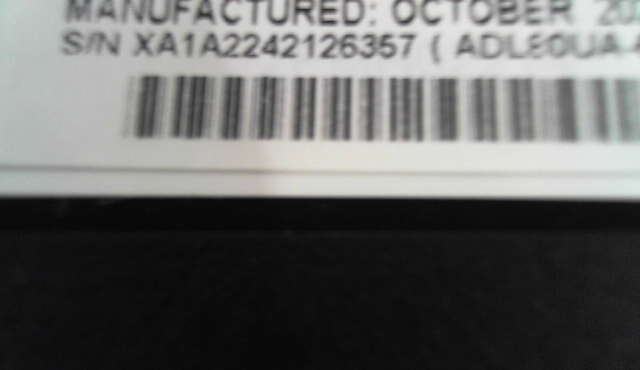 MANUFACTURED: OCTOBER
S/N XA1A2242126357 (